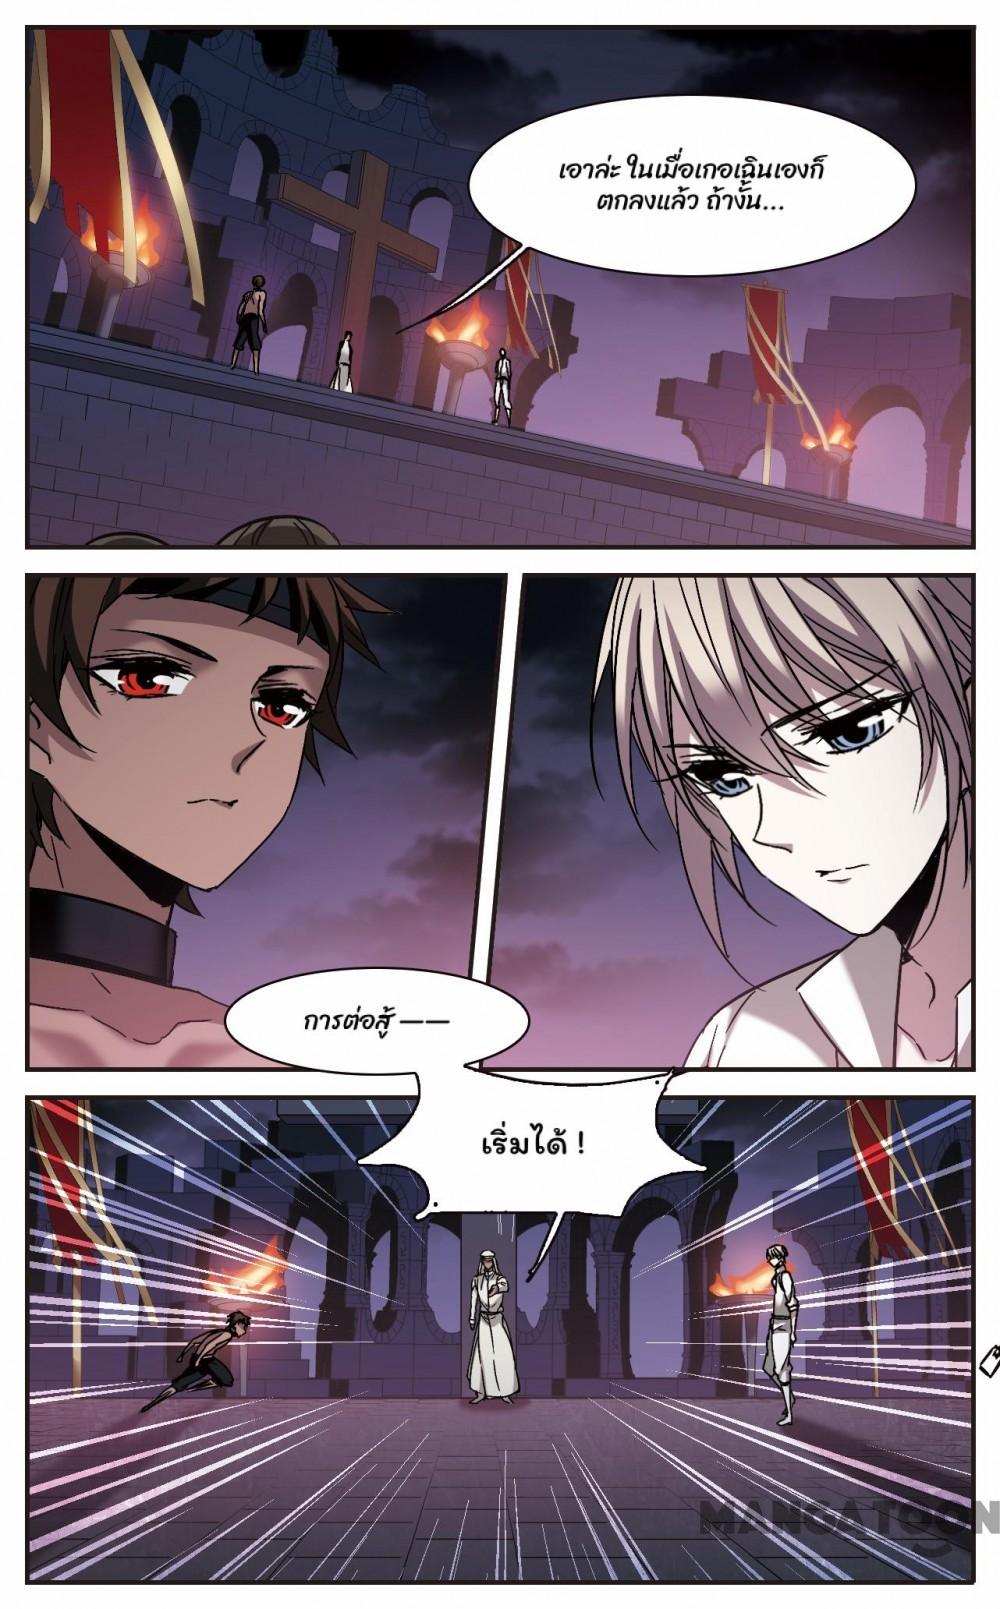 เอาล่ะ ในเมื่อเกอเฉินเองก็
ตกลงแล้ว ถ้างั้น...
การต่อสู้ ——
เริ่มได้ !
MANGATOON